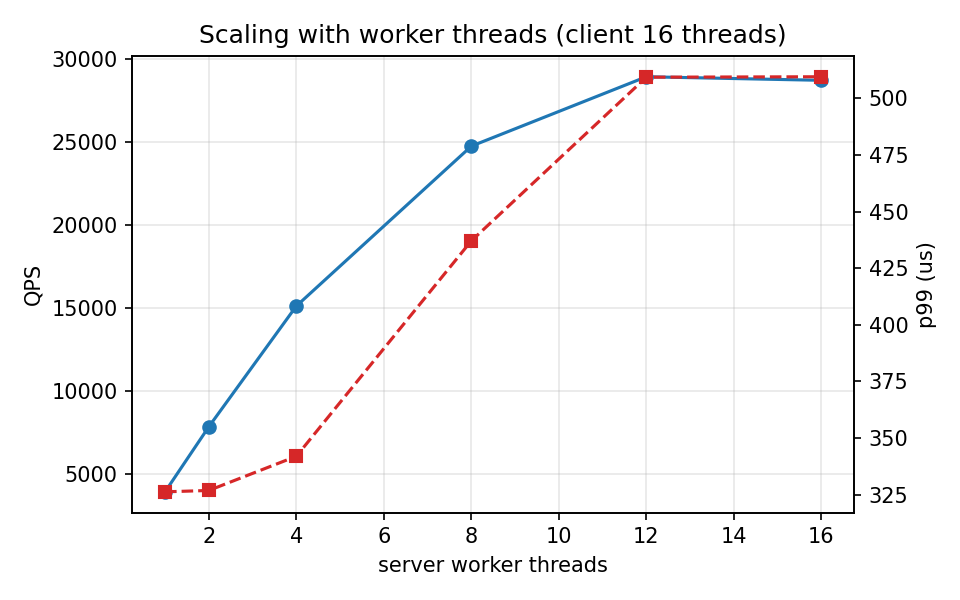 Scaling with worker threads (client 16 threads)
30000
25000
20000
15000
10000
5000
QPS
500
475
450
425
400
375
350
325
p99 (us)
2 4 6 8 10 12 14 16
server worker threads